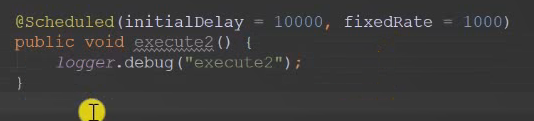 @Scheduled(initialDelay = 10000, fixedRate = 1000)
public void execute2() {
    logger.debug("execute2");
}